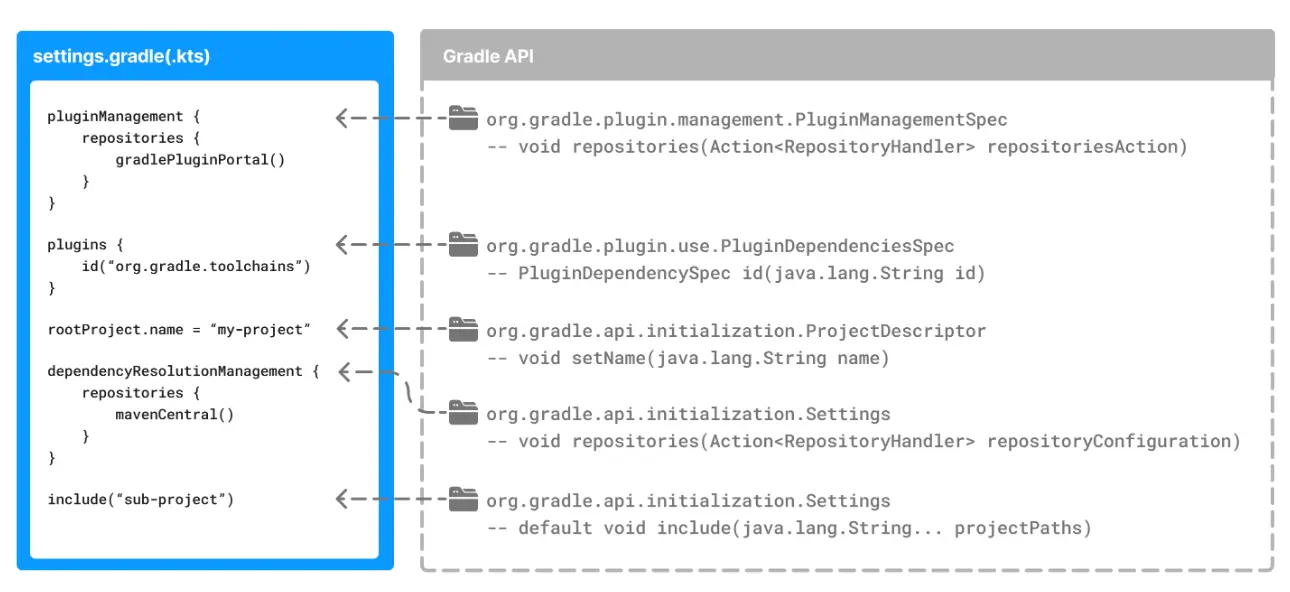 settings.gradle(.kts)
pluginManagement {
repositories {
gradlePluginPortal()
}
}
plugins {
id(“org.gradle.toolchains”)
}
rootProject.name = “my-project”
dependencyResolutionManagement {
repositories {
mavenCentral()
}
}
include(“sub-project”)
Gradle API
org.gradle.plugin.management.PluginManagementSpec
-- void repositories(Action<RepositoryHandler> repositoriesAction)
org.gradle.plugin.use.PluginDependenciesSpec
-- PluginDependencySpec id(java.lang.String id)
org.gradle.api.initialization.ProjectDescriptor
-- void setName(java.lang.String name)
org.gradle.api.initialization.Settings
-- void repositories(Action<RepositoryHandler> repositoryConfiguration)
org.gradle.api.initialization.Settings
-- default void include(java.lang.String... projectPaths)